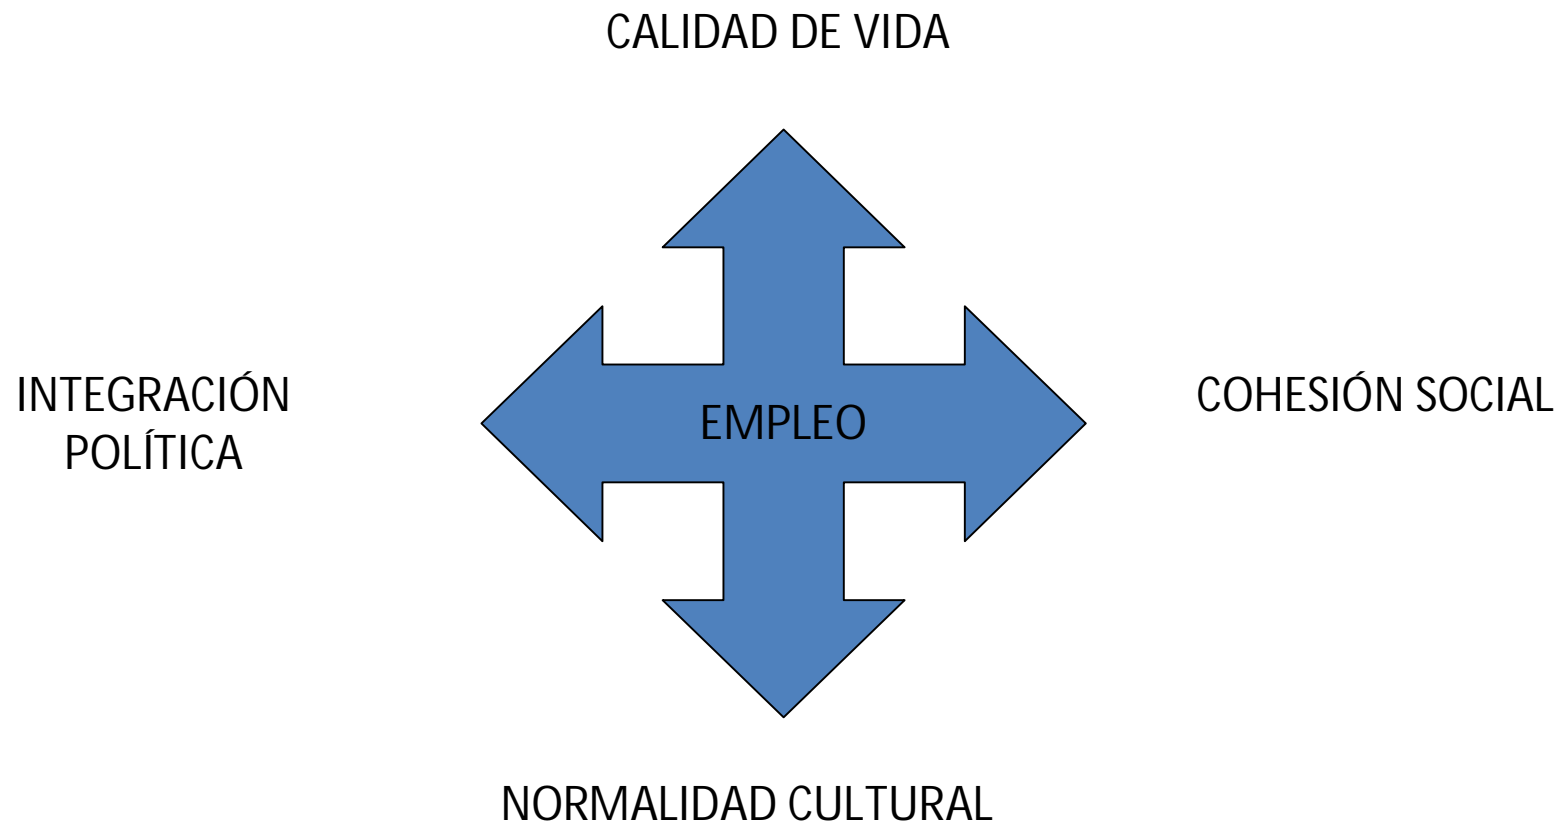 CALIDAD DE VIDA
INTEGRACIÓN
POLÍTICA
EMPLEO
COHESIÓN SOCIAL
NORMALIDAD CULTURAL